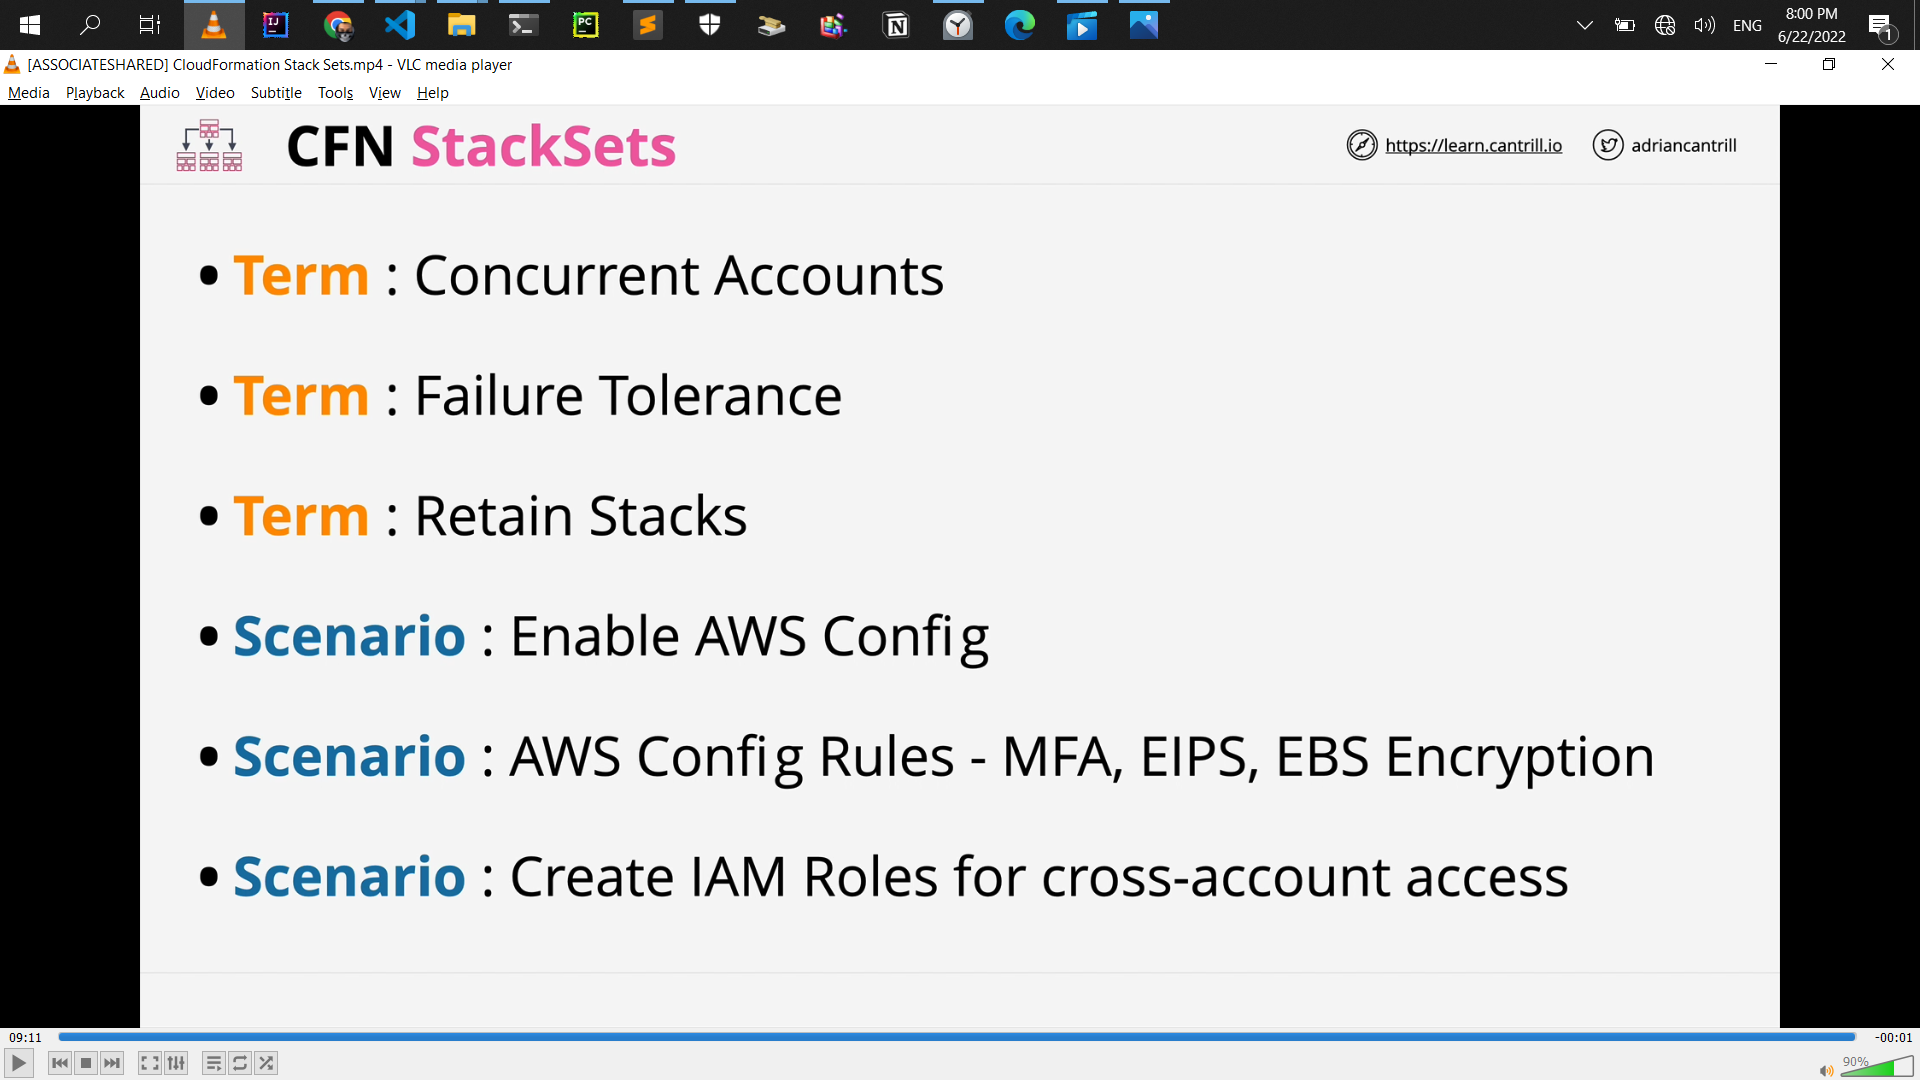 ENG
8:00 PM
6/22/2022
1
[ASSOCIATESHARED] CloudFormation Stack Sets.mp4 - VLC media player
Media Playback Audio Video Subtitle Tools View Help
CFN StackSets
https://learn.cantrill.io
adriancantrill
• Term : Concurrent Accounts
• Term : Failure Tolerance
• Term : Retain Stacks
• Scenario : Enable AWS Config
• Scenario : AWS Config Rules - MFA, EIPS, EBS Encryption
• Scenario : Create IAM Roles for cross-account access
09:11
-00:01
90%